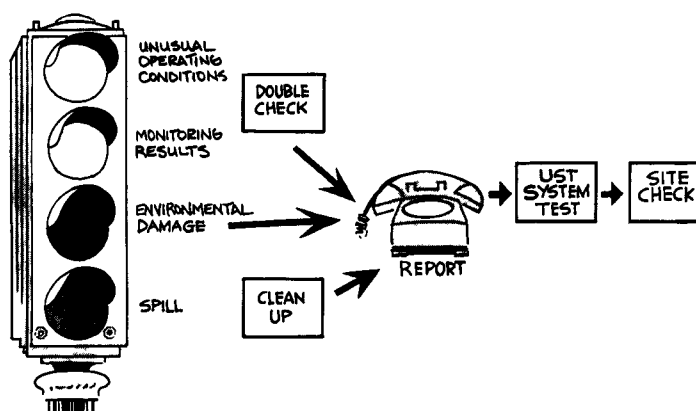 UNUSUAL
OPERATING
CONDITIONS
MONITORING
RESULTS
ENVIRONMENTAL
DAMAGE
SPILL
DOUBLE
CHECK
CLEAN
UP
REPORT
UST
SYSTEM
TEST
SITE
CHECK